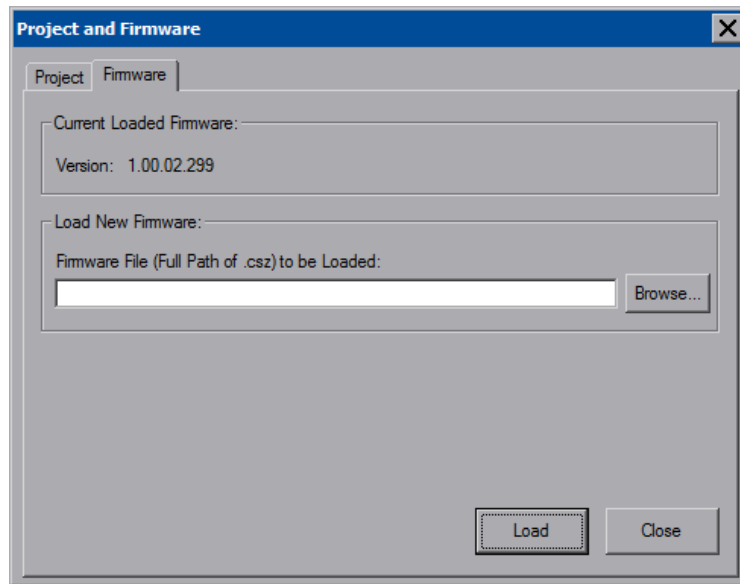 Project and Firmware
Project Firmware
Current Loaded Firmware:
Version: 1.00.02.299
Load New Firmware:
Firmware File (Full Path of .csz) to be Loaded:
Browse...
Load Close